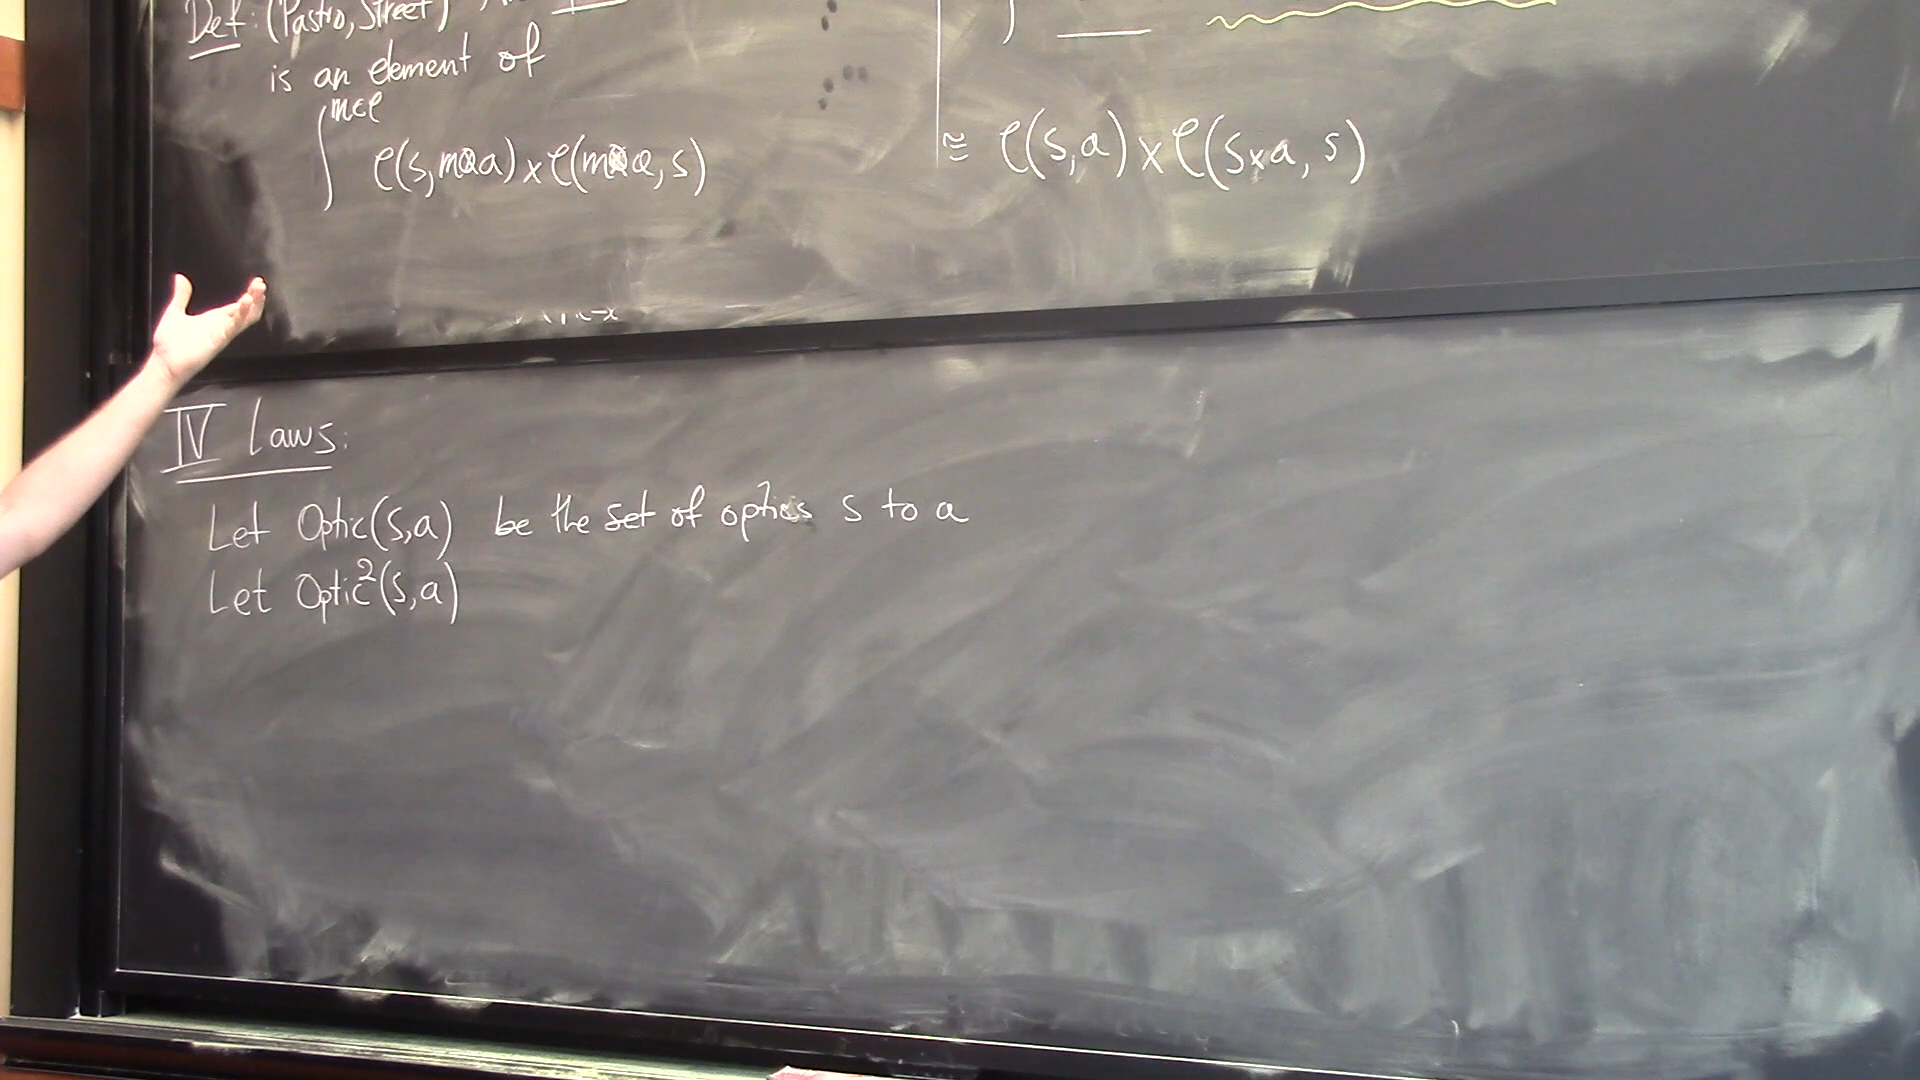 Def: (Pastro, Street)
is an element of
∫^{m∈C} C(s, m⊗a) × C(m⊗a, s)
≅ C(s,a) × C(s×a, s)
IV Laws:
Let Optic(s,a) be the set of optics s to a
Let Optic²(s,a)